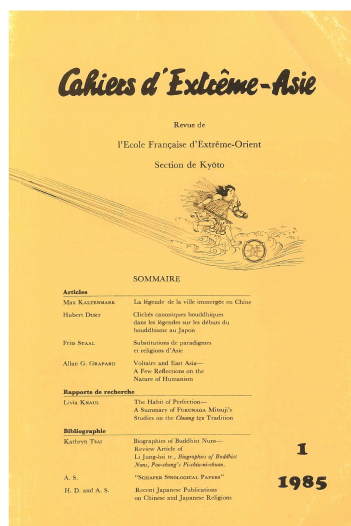 Cahiers d'Extrême-Asie
Revue de
l'Ecole Française d'Extrême-Orient
Section de Kyōto
SOMMAIRE
Articles
Max KALTENMARK La légende de la ville immergée en Chine
Hubert DURT Clichés canoniques bouddhiques
dans les légendes sur les débuts du
bouddhisme au Japon
Frits STAAL Substitutions de paradigmes
et religions d'Asie
Allan G. GRAPARD Voltaire and East Asia—
A Few Reflections on the
Nature of Humanism
Rapports de recherche
Livia KNAUL The Habit of Perfection—
A Summary of FUKUNAGA Mitsuji's
Studies on the Chuang-tzu Tradition
Bibliographie
Kathryn TSAI Biographies of Buddhist Nuns—
Review Article of
Li Jung-hsi tr., Biographies of Buddhist
Nuns, Pao-chang's Pi-chiu-ni-chuan.
A. S. "SCHAFER SINOLOGICAL PAPERS"
H. D. and A. S. Recent Japanese Publications
on Chinese and Japanese Religions
1
1985